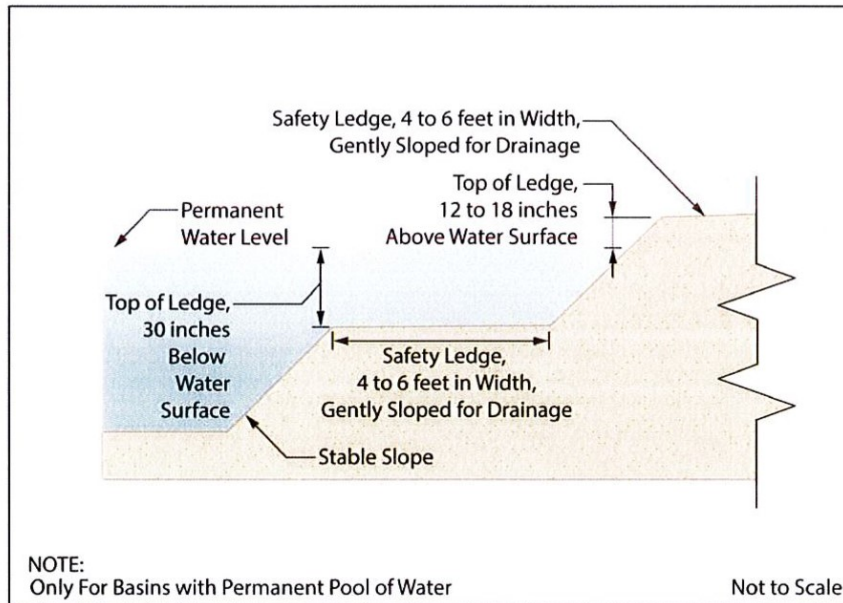 Safety Ledge, 4 to 6 feet in Width,
Gently Sloped for Drainage
Top of Ledge,
12 to 18 inches
Above Water Surface
Permanent
Water Level
Top of Ledge,
30 inches
Below
Water
Surface
Safety Ledge,
4 to 6 feet in Width,
Gently Sloped for Drainage
Stable Slope
NOTE:
Only For Basins with Permanent Pool of Water
Not to Scale